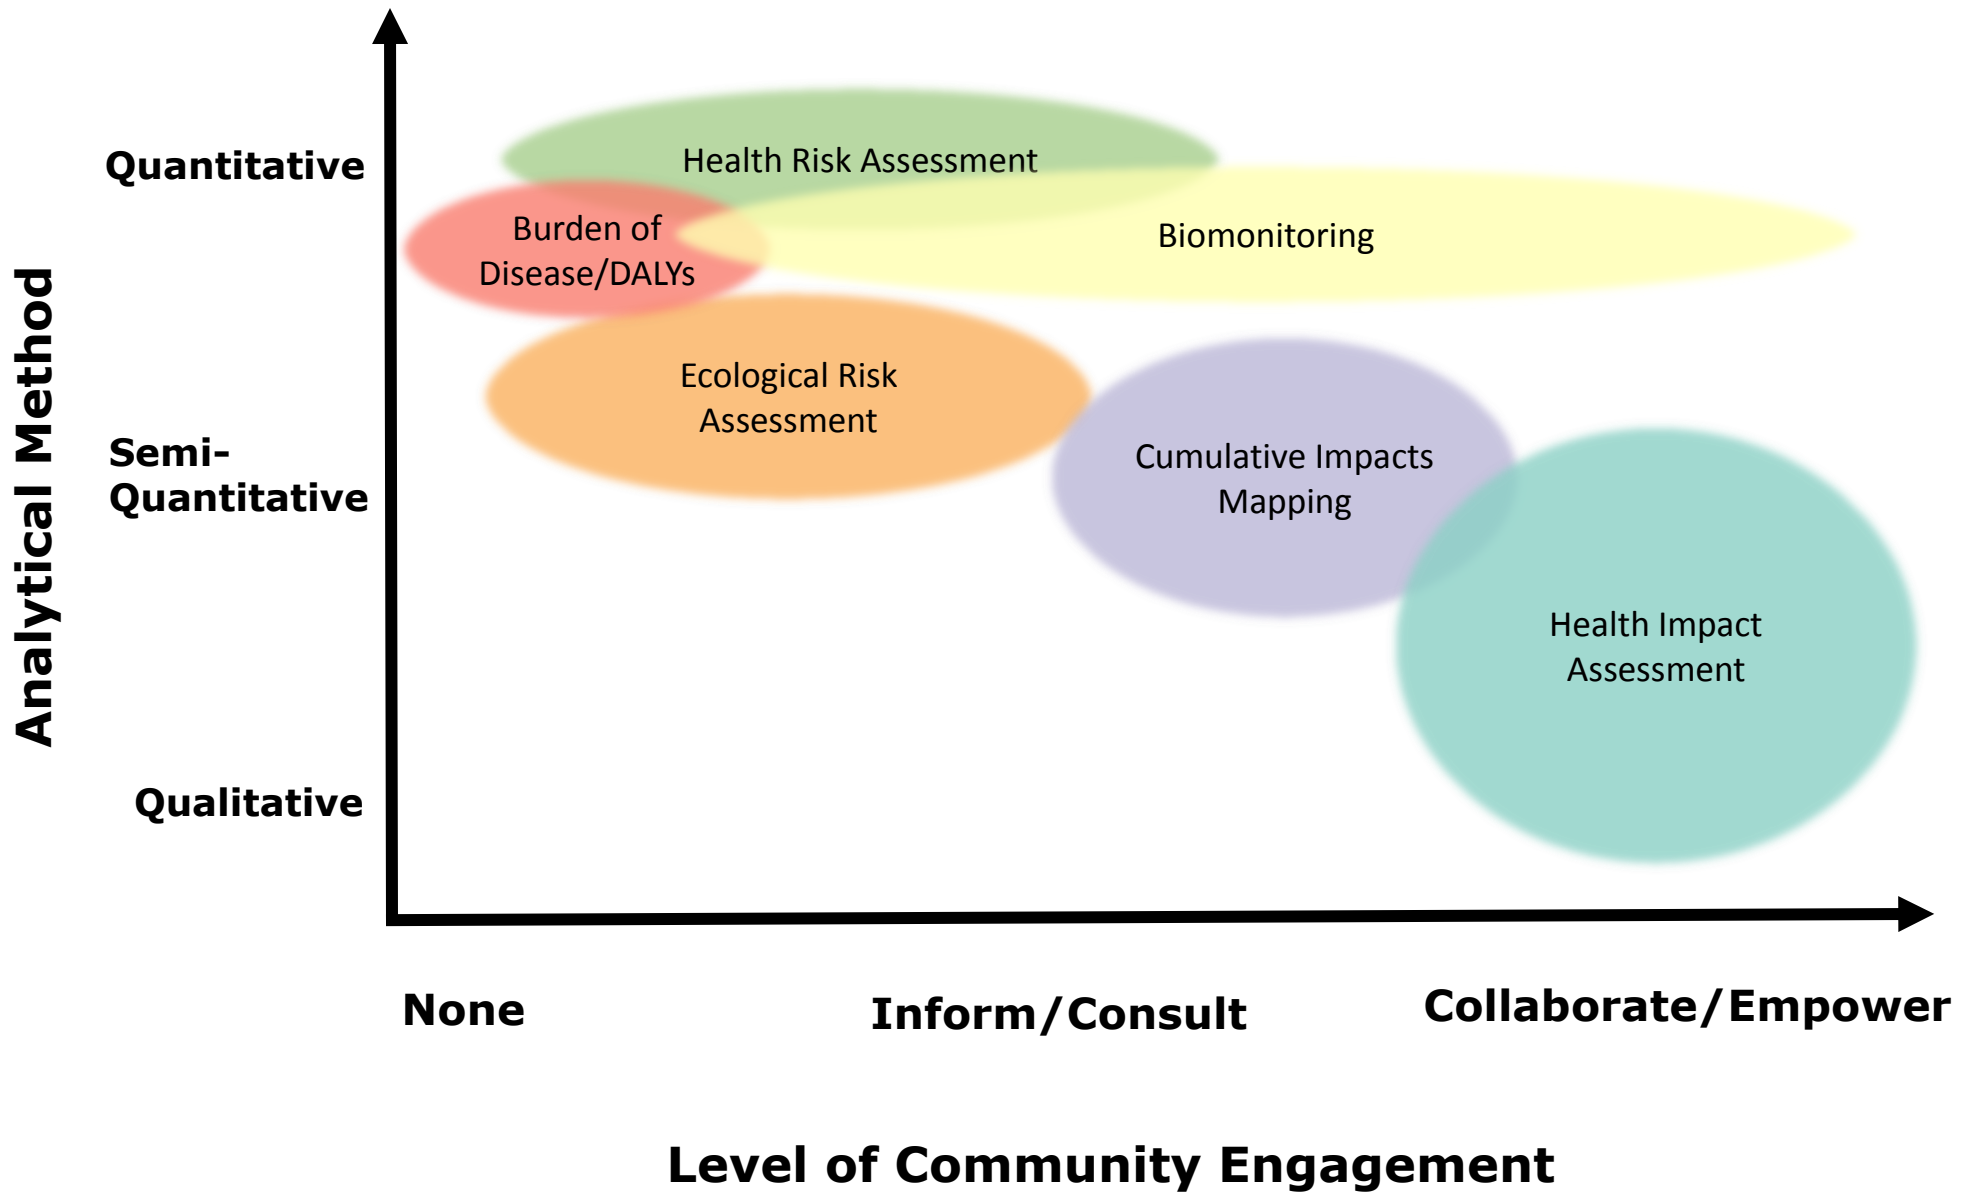 Analytical Method
Quantitative
Semi-
Quantitative
Qualitative
Health Risk Assessment
Burden of
Disease/DALYs
Biomonitoring
Ecological Risk
Assessment
Cumulative Impacts
Mapping
Health Impact
Assessment
None
Inform/Consult
Collaborate/Empower
Level of Community Engagement